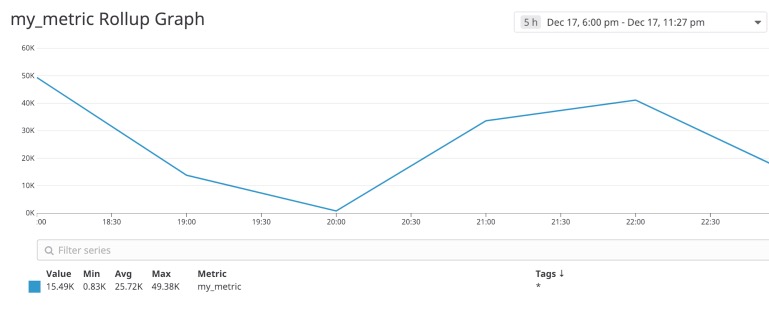 my_metric Rollup Graph
5 h Dec 17, 6:00 pm - Dec 17, 11:27 pm
60K
50K
40K
30K
20K
10K
0K
:00 18:30 19:00 19:30 20:00 20:30 21:00 21:30 22:00 22:30
Filter series
Value Min Avg Max Metric Tags ↓
15.49K 0.83K 25.72K 49.38K my_metric *